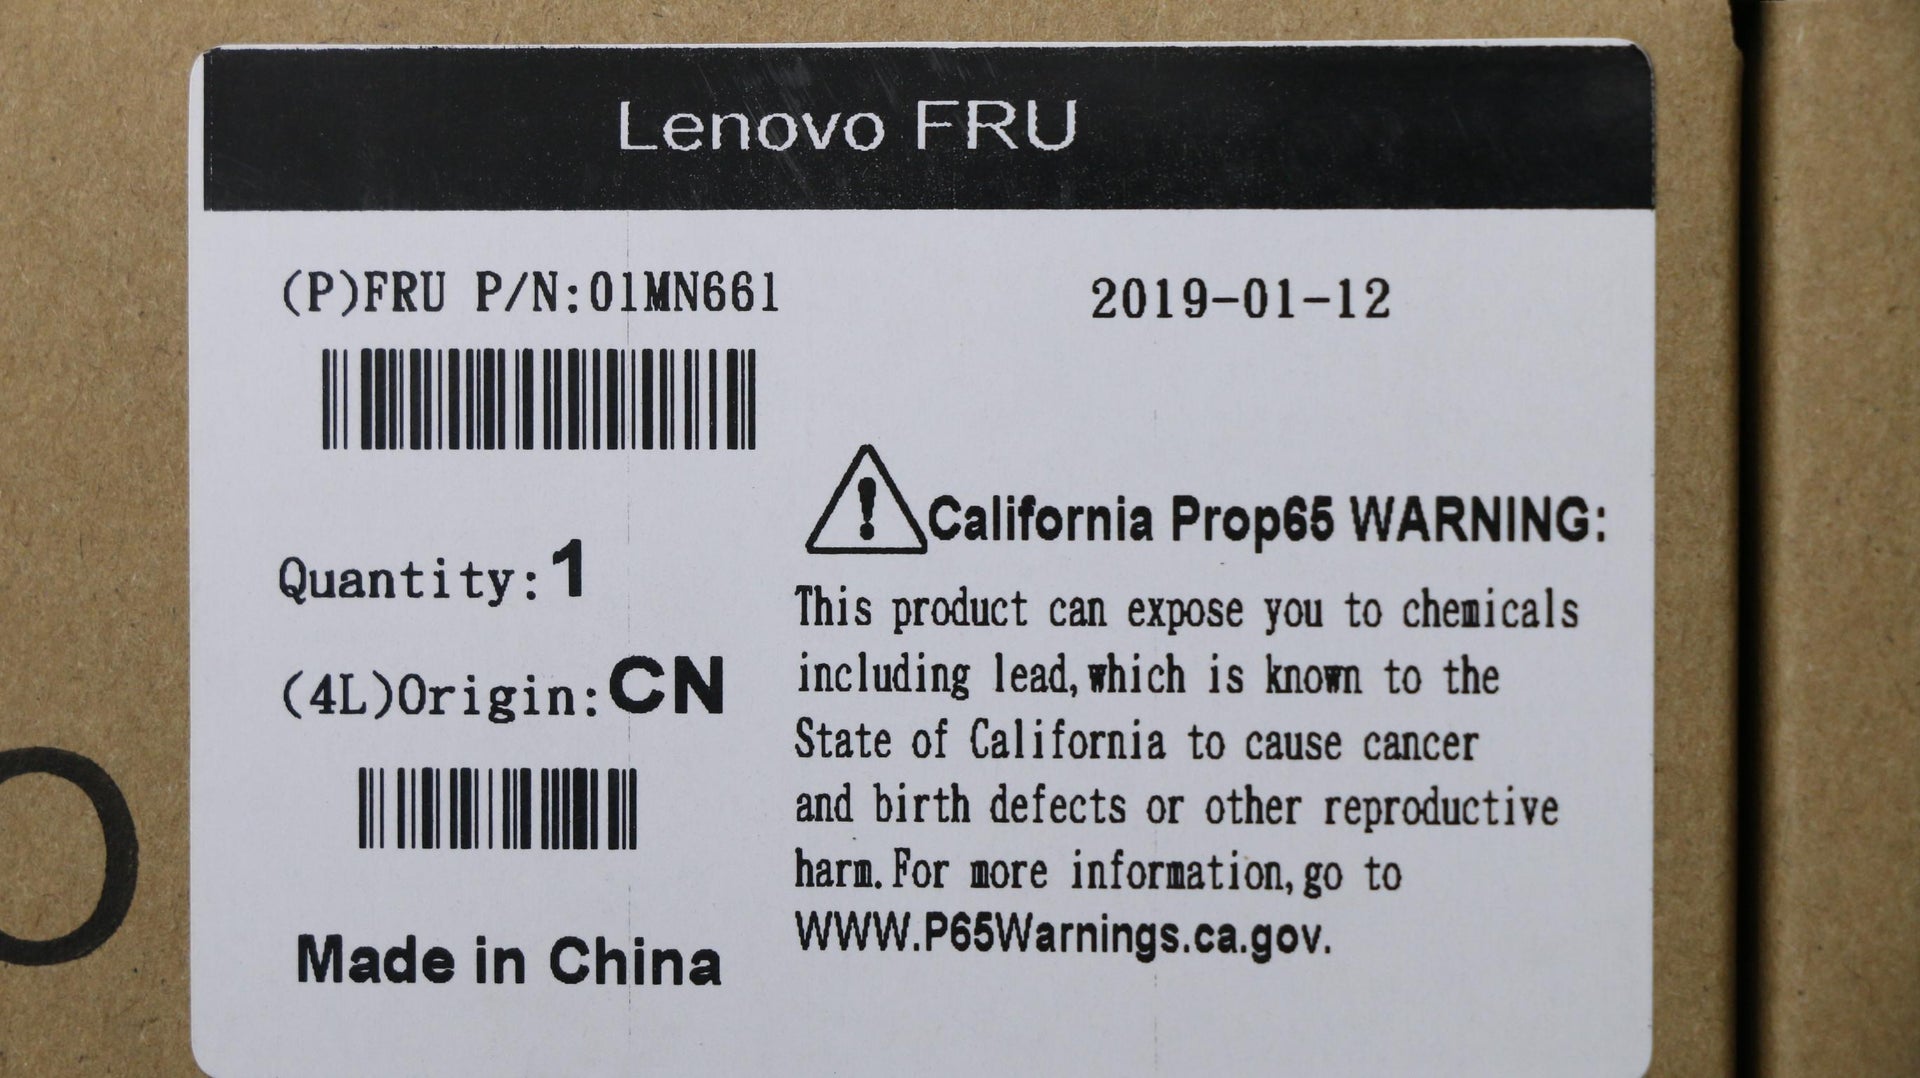 Lenovo FRU
(P)FRU P/N:01MN661
2019-01-12
Quantity:1
(4L)Origin:CN
Made in China
California Prop65 WARNING:
This product can expose you to chemicals
including lead,which is known to the
State of California to cause cancer
and birth defects or other reproductive
harm.For more information,go to
WWW.P65Warnings.ca.gov.